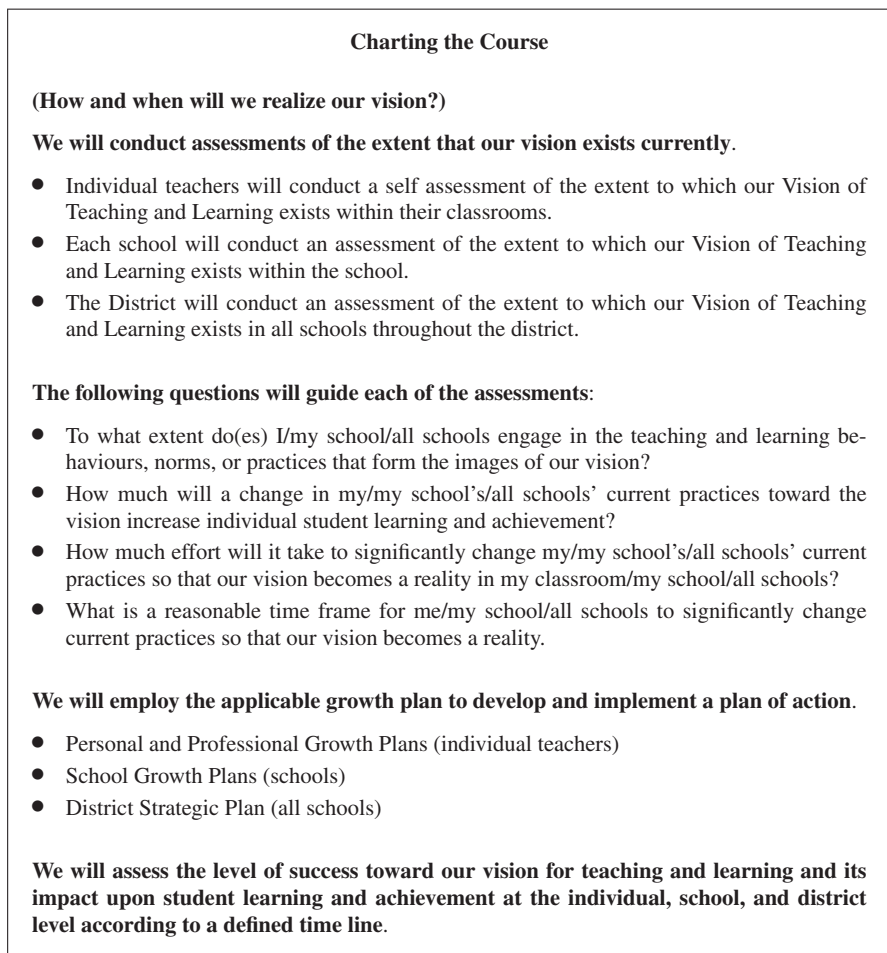 Charting the Course
(How and when will we realize our vision?)
We will conduct assessments of the extent that our vision exists currently.
● Individual teachers will conduct a self assessment of the extent to which our Vision of
Teaching and Learning exists within their classrooms.
● Each school will conduct an assessment of the extent to which our Vision of Teaching
and Learning exists within the school.
● The District will conduct an assessment of the extent to which our Vision of Teaching
and Learning exists in all schools throughout the district.
The following questions will guide each of the assessments:
● To what extent do(es) I/my school/all schools engage in the teaching and learning be-
haviours, norms, or practices that form the images of our vision?
● How much will a change in my/my school's/all schools' current practices toward the
vision increase individual student learning and achievement?
● How much effort will it take to significantly change my/my school's/all schools' current
practices so that our vision becomes a reality in my classroom/my school/all schools?
● What is a reasonable time frame for me/my school/all schools to significantly change
current practices so that our vision becomes a reality.
We will employ the applicable growth plan to develop and implement a plan of action.
● Personal and Professional Growth Plans (individual teachers)
● School Growth Plans (schools)
● District Strategic Plan (all schools)
We will assess the level of success toward our vision for teaching and learning and its
impact upon student learning and achievement at the individual, school, and district
level according to a defined time line.